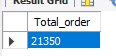 Result Grid
Total_order
21350